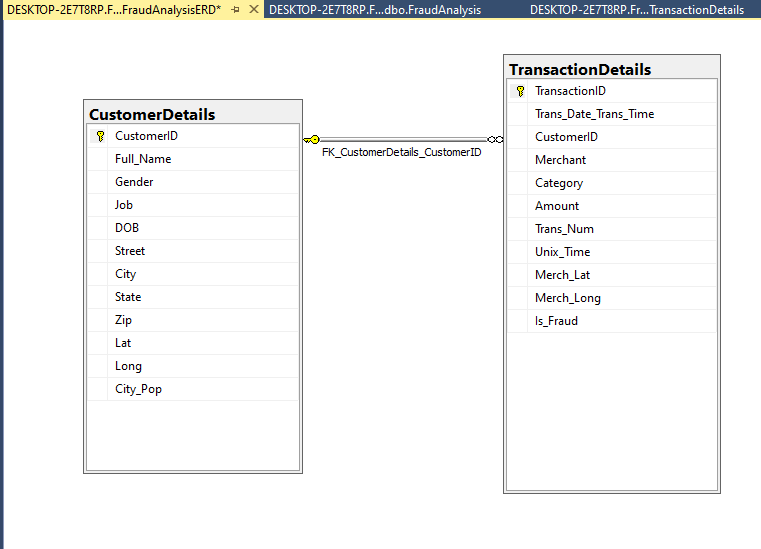 DESKTOP-2E7T8RP.F...FraudAnalysisERD*
DESKTOP-2E7T8RP.F...dbo.FraudAnalysis
DESKTOP-2E7T8RP.Fr...TransactionDetails
CustomerDetails
CustomerID
Full_Name
Gender
Job
DOB
Street
City
State
Zip
Lat
Long
City_Pop
FK_CustomerDetails_CustomerID
TransactionDetails
TransactionID
Trans_Date_Trans_Time
CustomerID
Merchant
Category
Amount
Trans_Num
Unix_Time
Merch_Lat
Merch_Long
Is_Fraud